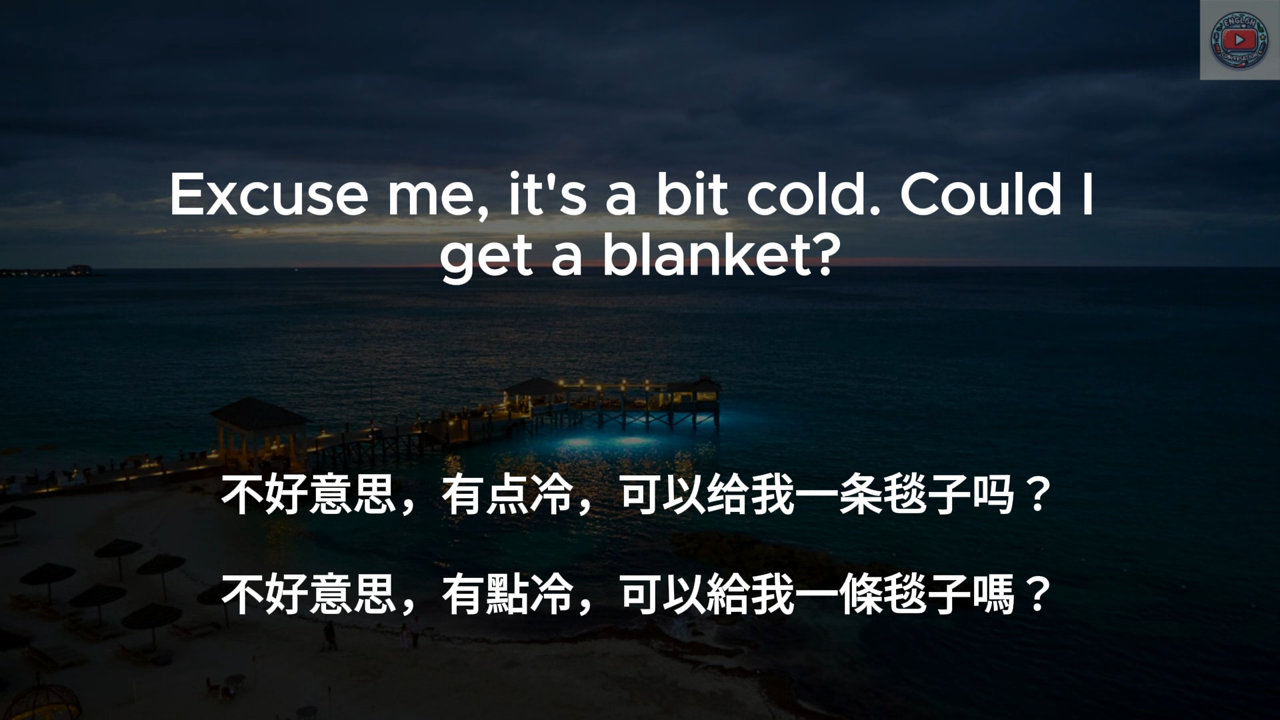 Excuse me, it's a bit cold. Could I
get a blanket?
不好意思，有点冷，可以给我一条毯子吗？
不好意思，有點冷，可以給我一條毯子嗎？